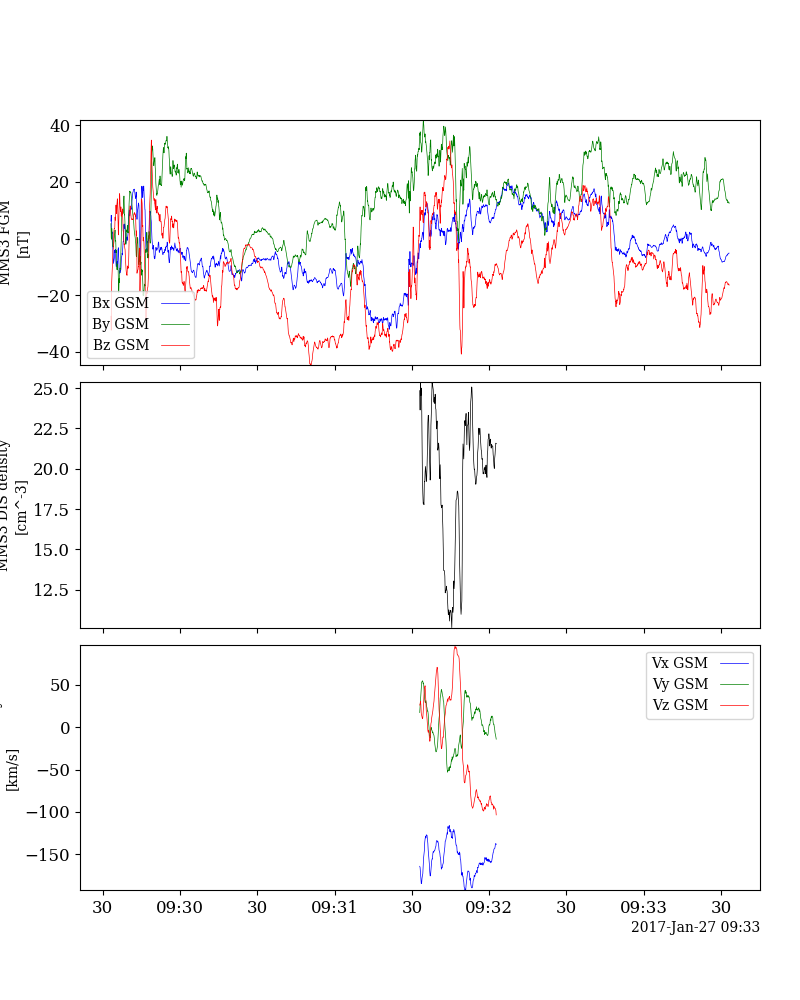 40
20
0
−20
−40
MMS3 FGM
[nT]
Bx GSM
By GSM
Bz GSM
25.0
22.5
20.0
17.5
15.0
12.5
MMS3 DIS density
[cm^-3]
50
0
−50
−100
−150
[km/s]
Vx GSM
Vy GSM
Vz GSM
30 09:30 30 09:31 30 09:32 30 09:33 30
2017-Jan-27 09:33